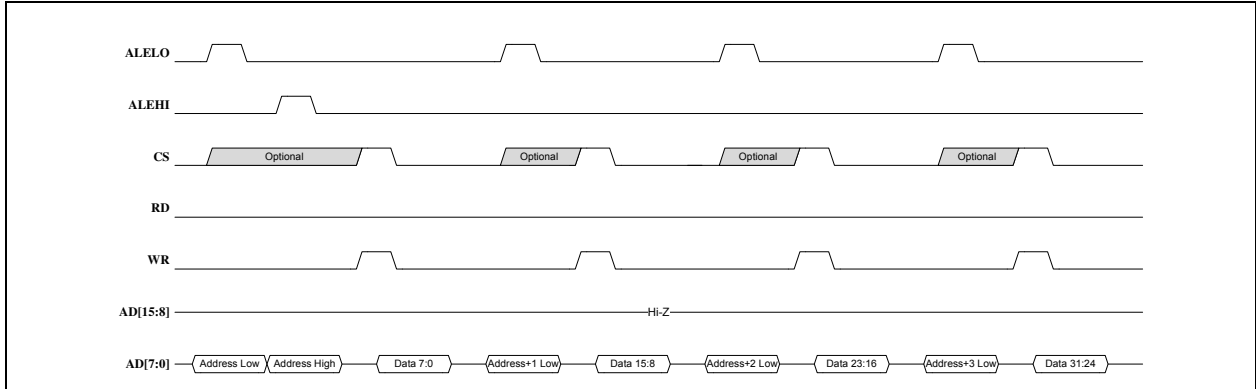 ALELO
ALEHI
CS Optional Optional Optional Optional
RD
WR
AD[15:8] Hi-Z
AD[7:0] Address Low Address High Data 7:0 Address+1 Low Data 15:8 Address+2 Low Data 23:16 Address+3 Low Data 31:24